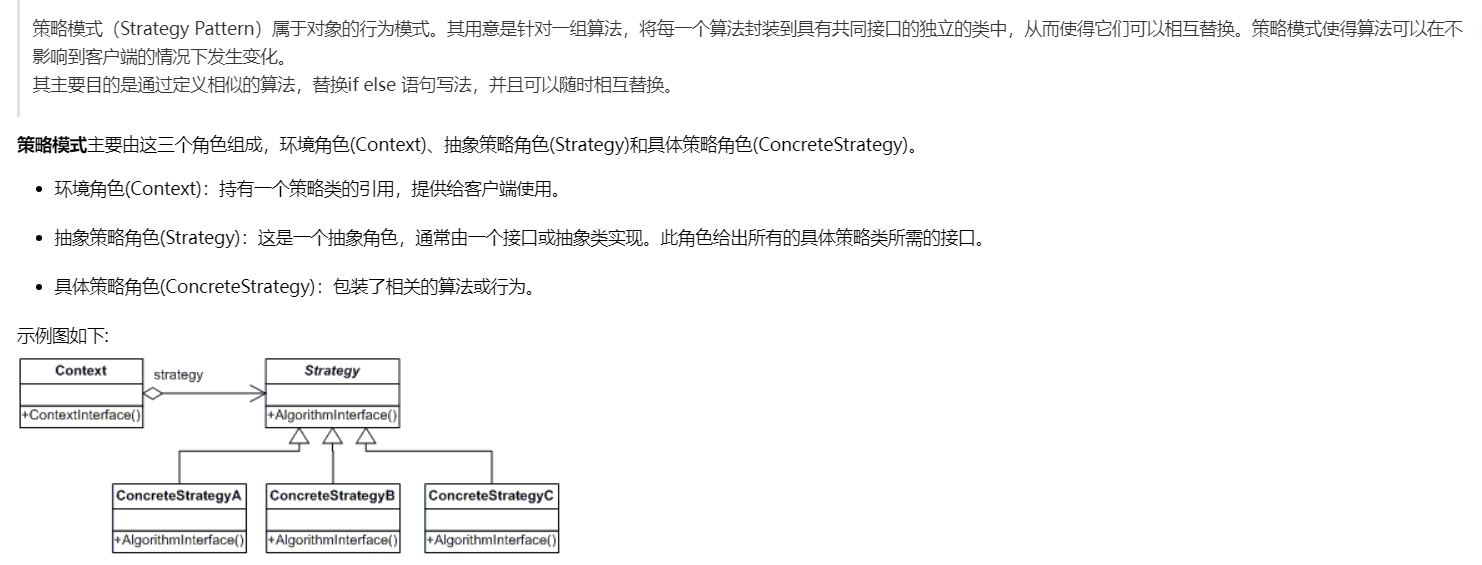 策略模式（Strategy Pattern）属于对象的行为模式。其用意是针对一组算法，将每一个算法封装到具有共同接口的独立的类中，从而使得它们可以相互替换。策略模式使得算法可以在不
影响到客户端的情况下发生变化。
其主要目的是通过定义相似的算法，替换if else 语句写法，并且可以随时相互替换。
策略模式主要由这三个角色组成，环境角色(Context)、抽象策略角色(Strategy)和具体策略角色(ConcreteStrategy)。
• 环境角色(Context)：持有一个策略类的引用，提供给客户端使用。
• 抽象策略角色(Strategy)：这是一个抽象角色，通常由一个接口或抽象类实现。此角色给出所有的具体策略类所需的接口。
• 具体策略角色(ConcreteStrategy)：包装了相关的算法或行为。
示例图如下:
Context
strategy
Strategy
+ContextInterface()
+AlgorithmInterface()
ConcreteStrategyA
ConcreteStrategyB
ConcreteStrategyC
+AlgorithmInterface()
+AlgorithmInterface()
+AlgorithmInterface()